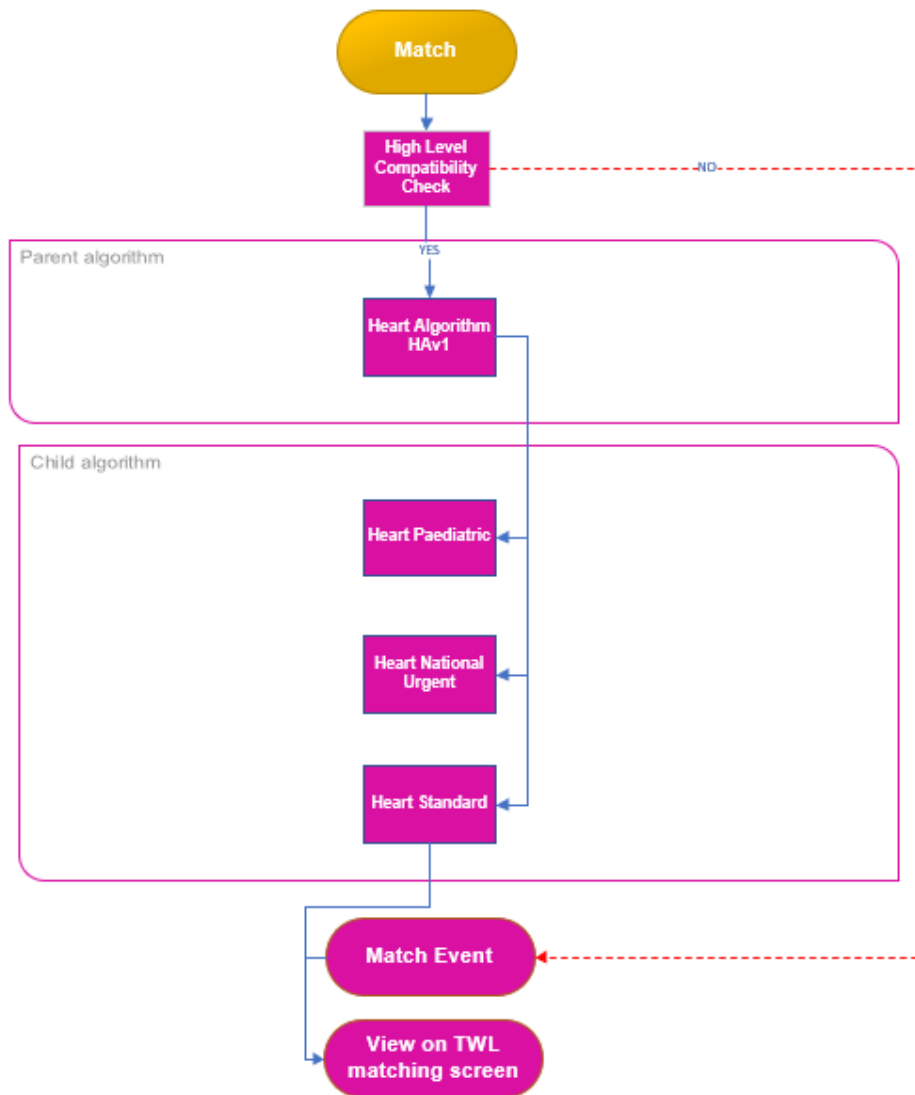 Match
High Level
Compatibility
Check
NO
YES
Parent algorithm
Heart Algorithm
HAv1
Child algorithm
Heart Paediatric
Heart National
Urgent
Heart Standard
Match Event
View on TWL
matching screen